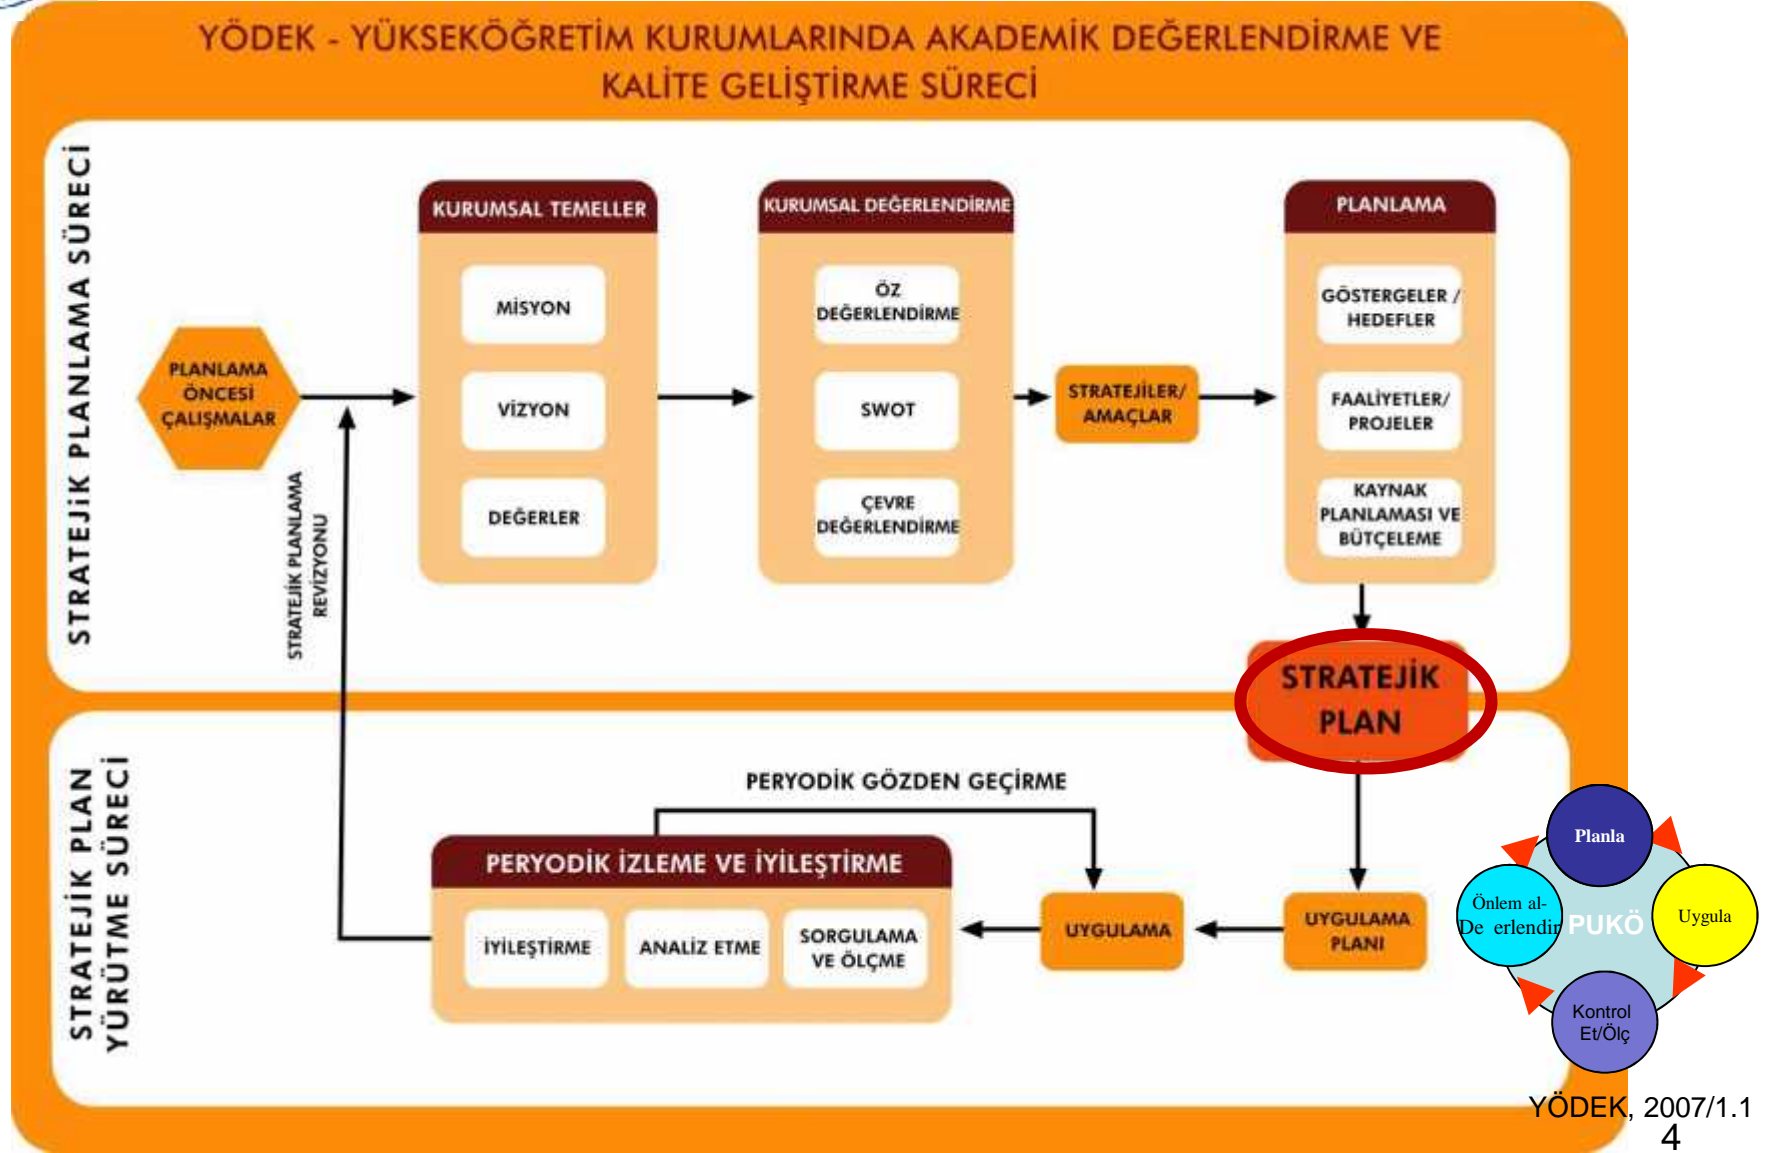 YÖDEK - YÜKSEKÖĞRETİM KURUMLARINDA AKADEMİK DEĞERLENDİRME VE
KALİTE GELİŞTİRME SÜRECİ
STRATEJİK PLANLAMA SÜRECİ
PLANLAMA
ÖNCESİ
ÇALIŞMALAR
STRATEJİK PLANLAMA
REVİZYONU
KURUMSAL TEMELLER
MİSYON
VİZYON
DEĞERLER
KURUMSAL DEĞERLENDİRME
ÖZ
DEĞERLENDİRME
SWOT
ÇEVRE
DEĞERLENDİRME
STRATEJİLER/
AMAÇLAR
PLANLAMA
GÖSTERGELER /
HEDEFLER
FAALİYETLER/
PROJELER
KAYNAK
PLANLAMASI VE
BÜTÇELEME
STRATEJİK
PLAN
STRATEJİK PLAN
YÜRÜTME SÜRECİ
PERYODİK GÖZDEN GEÇİRME
PERYODİK İZLEME VE İYİLEŞTİRME
İYİLEŞTİRME
ANALİZ ETME
SORGULAMA
VE ÖLÇME
UYGULAMA
UYGULAMA
PLANI
Planla
Önlem al-
De erlendir
PUKÖ
Uygula
Kontrol
Et/Ölç
YÖDEK, 2007/1.1
4